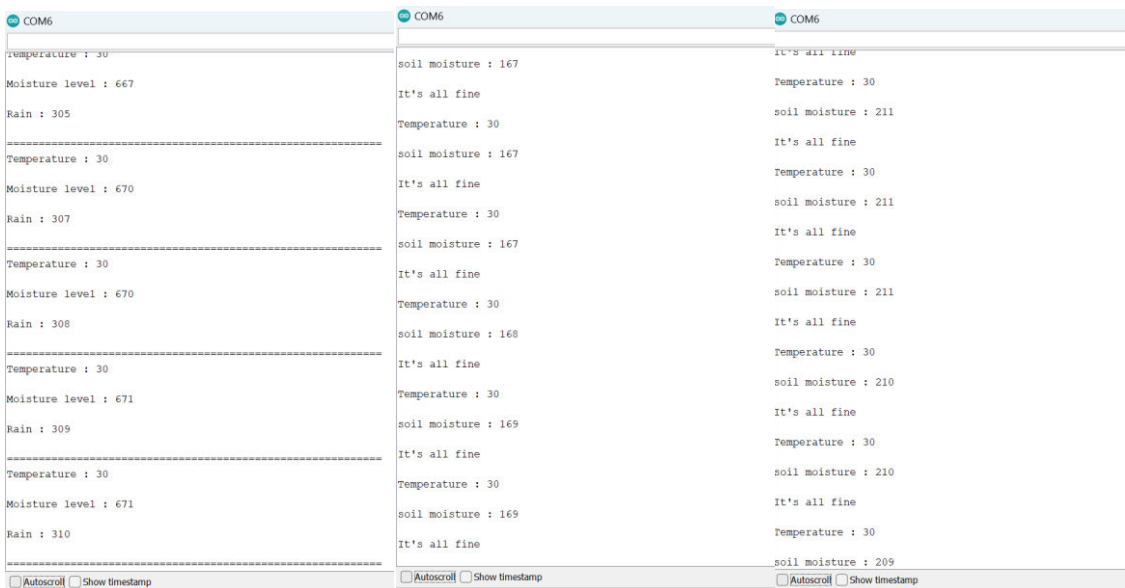 COM6
Temperature : 30
Moisture level : 667
Rain : 305
==============================================================
Temperature : 30
Moisture level : 670
Rain : 307
==============================================================
Temperature : 30
Moisture level : 670
Rain : 308
==============================================================
Temperature : 30
Moisture level : 671
Rain : 309
==============================================================
Temperature : 30
Moisture level : 671
Rain : 310
==============================================================
Autoscroll Show timestamp
COM6
soil moisture : 167
It's all fine
Temperature : 30
soil moisture : 167
It's all fine
Temperature : 30
soil moisture : 167
It's all fine
Temperature : 30
soil moisture : 168
It's all fine
Temperature : 30
soil moisture : 169
It's all fine
Temperature : 30
soil moisture : 169
It's all fine
Autoscroll Show timestamp
COM6
It's all fine
Temperature : 30
soil moisture : 211
It's all fine
Temperature : 30
soil moisture : 211
It's all fine
Temperature : 30
soil moisture : 211
It's all fine
Temperature : 30
soil moisture : 210
It's all fine
Temperature : 30
soil moisture : 210
It's all fine
Temperature : 30
soil moisture : 209
Autoscroll Show timestamp